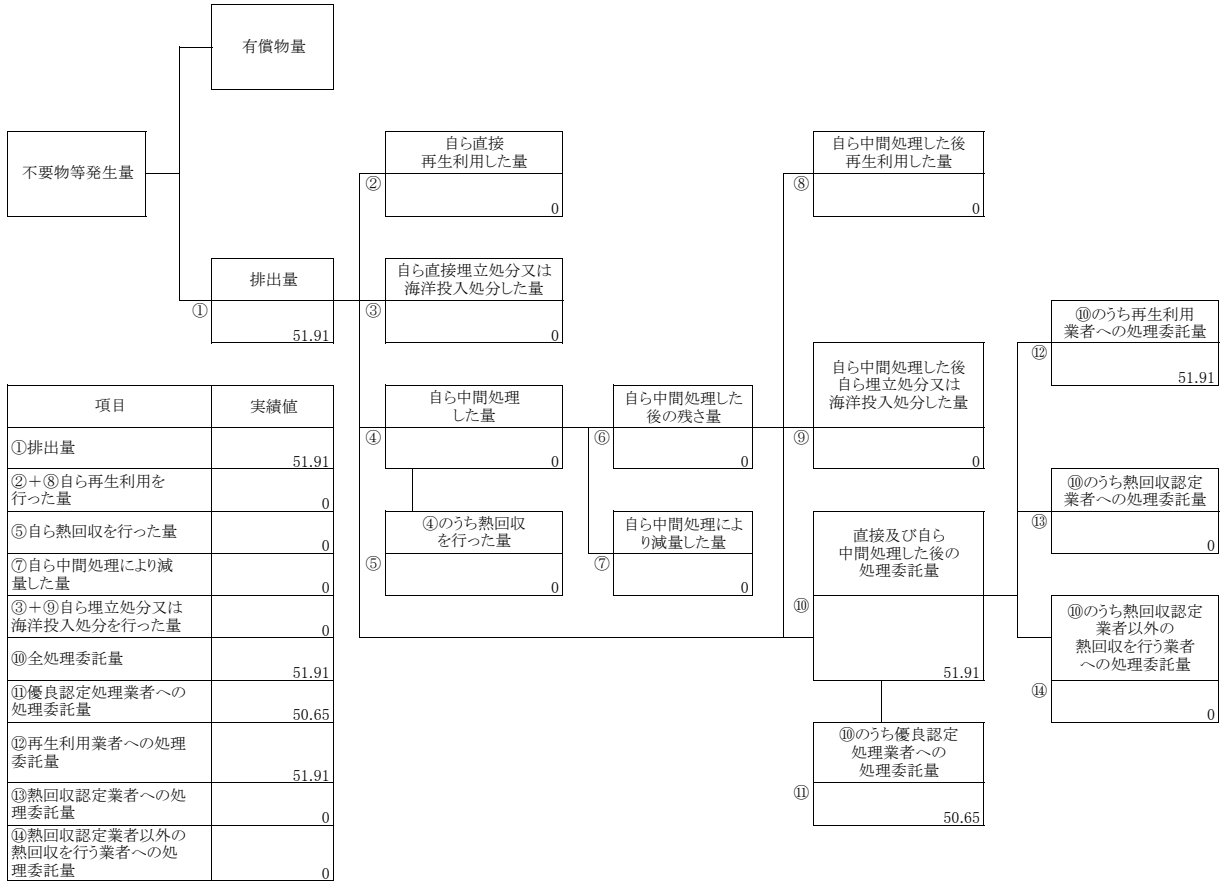 有償物量
不要物等発生量
自ら直接
再生利用した量
②
0
自ら中間処理した後
再生利用した量
⑧
0
排出量
①
51.91
自ら直接埋立処分又は
海洋投入処分した量
③
0
⑩のうち再生利用
業者への処理委託量
⑫
51.91
自ら中間処理した後
自ら埋立処分又は
海洋投入処分した量
⑨
0
自ら中間処理
した量
④
0
自ら中間処理した
後の残さ量
⑥
0
⑩のうち熱回収認定
業者への処理委託量
⑬
0
④のうち熱回収
を行った量
⑤
0
自ら中間処理によ
り減量した量
⑦
0
直接及び自ら
中間処理した後の
処理委託量
⑩
51.91
⑩のうち熱回収認定
業者以外の
熱回収を行う業者
への処理委託量
⑭
0
⑩のうち優良認定
処理業者への
処理委託量
⑪
50.65
項目 実績値
①排出量
51.91
②+⑧自ら再生利用を
行った量
0
⑤自ら熱回収を行った量
0
⑦自ら中間処理により減
量した量
0
③+⑨自ら埋立処分又は
海洋投入処分を行った量
0
⑩全処理委託量
51.91
⑪優良認定処理業者への
処理委託量
50.65
⑫再生利用業者への処理
委託量
51.91
⑬熱回収認定業者への処
理委託量
0
⑭熱回収認定業者以外の
熱回収を行う業者への処
理委託量
0